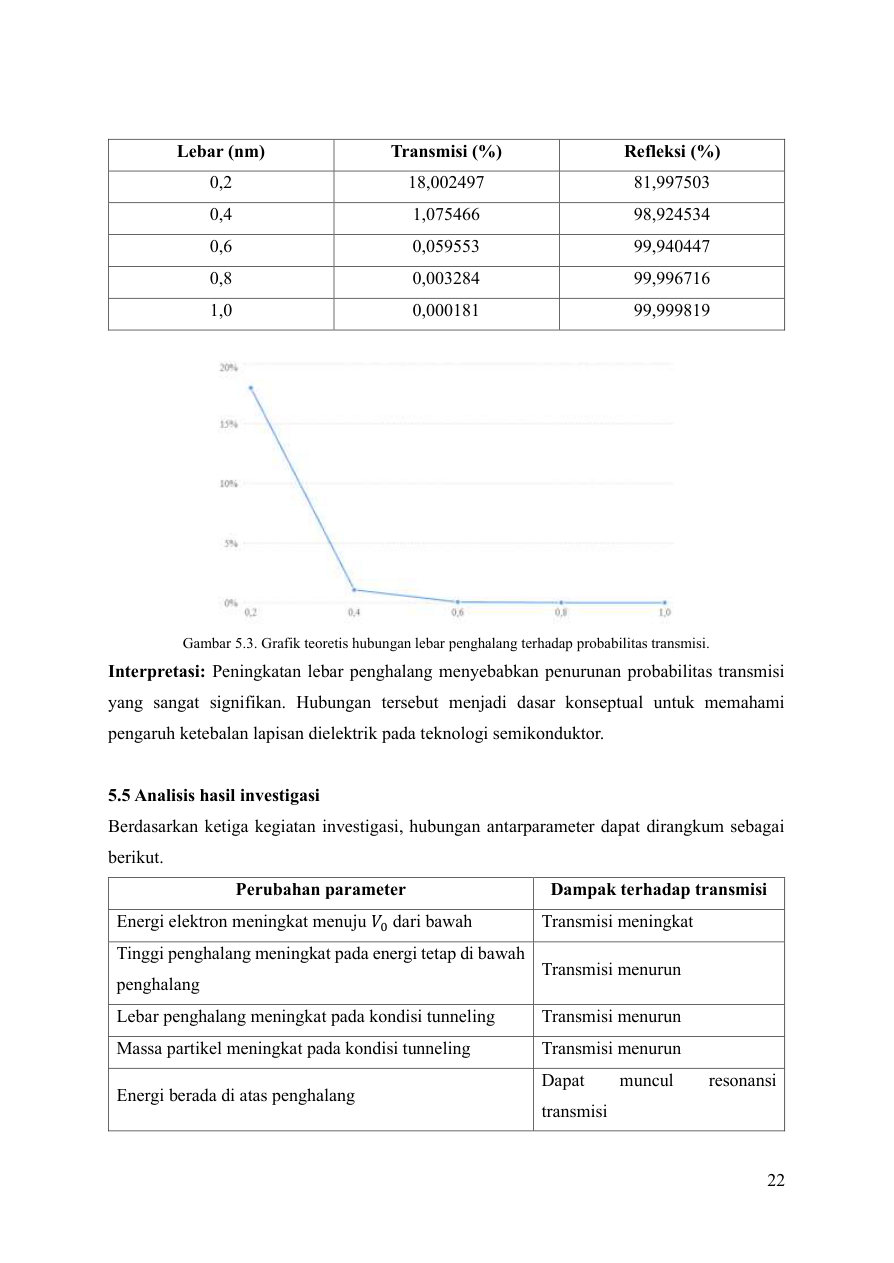 Lebar (nm) Transmisi (%) Refleksi (%)
0,2 18,002497 81,997503
0,4 1,075466 98,924534
0,6 0,059553 99,940447
0,8 0,003284 99,996716
1,0 0,000181 99,999819
20%
15%
10%
5%
0%
0,2 0,4 0,6 0,8 1,0
Gambar 5.3. Grafik teoretis hubungan lebar penghalang terhadap probabilitas transmisi.
Interpretasi: Peningkatan lebar penghalang menyebabkan penurunan probabilitas transmisi
yang sangat signifikan. Hubungan tersebut menjadi dasar konseptual untuk memahami
pengaruh ketebalan lapisan dielektrik pada teknologi semikonduktor.
5.5 Analisis hasil investigasi
Berdasarkan ketiga kegiatan investigasi, hubungan antarparameter dapat dirangkum sebagai
berikut.
Perubahan parameter Dampak terhadap transmisi
Energi elektron meningkat menuju V₀ dari bawah Transmisi meningkat
Tinggi penghalang meningkat pada energi tetap di bawah
penghalang
Transmisi menurun
Lebar penghalang meningkat pada kondisi tunneling Transmisi menurun
Massa partikel meningkat pada kondisi tunneling Transmisi menurun
Energi berada di atas penghalang
Dapat muncul resonansi
transmisi
22